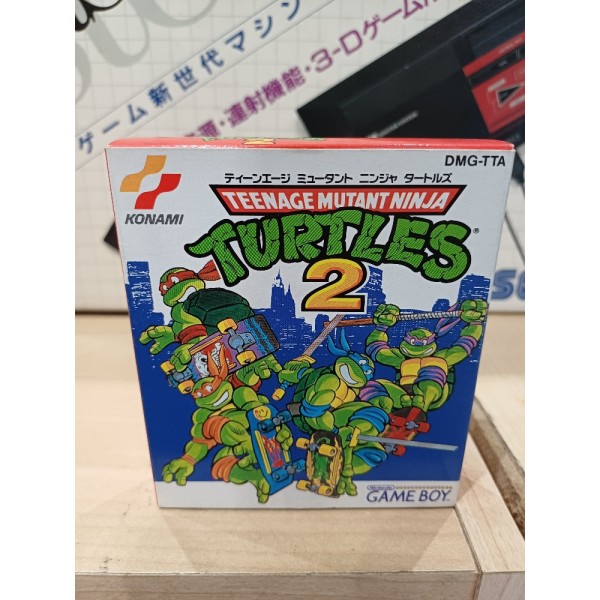 ゲーム新世代マシン
・連射機能・3-Dゲーム
DMG-TTA
KONAMI
ティーンエージ ミュータント ニンジャ タートルズ
TEENAGE MUTANT NINJA
TURTLES®
2
Nintendo
GAME BOY